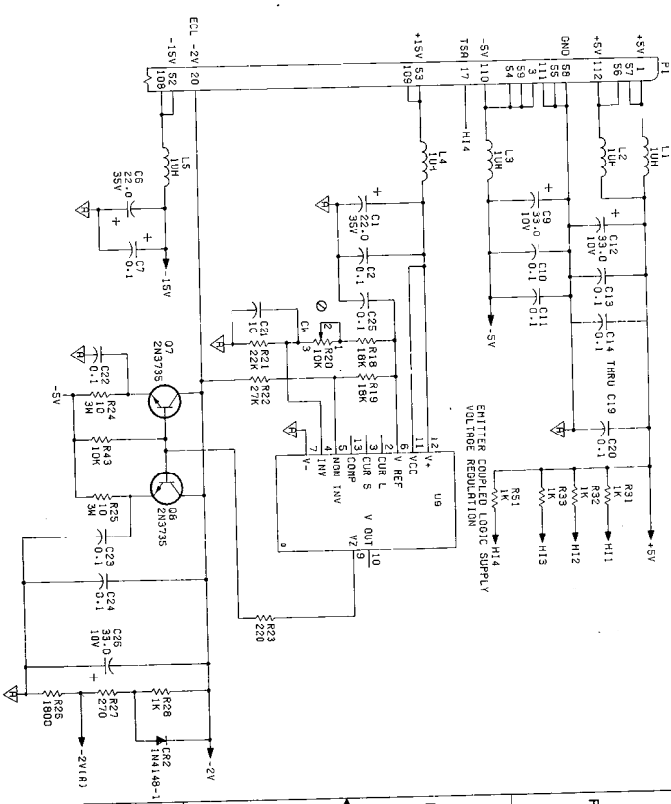 P1
+5V 1
57
56
+5V 112
GND 58
55
111
3
59
54
-5V 110
TSA 17
HI4
+15V 53
109
ECL -2V 20
-15V 52
108
L1
1UH
L2
1UH
L3
1UH
L4
1UH
L5
1UH
C12
33.0
10V
C13
0.1
C14 THRU C19
0.1
C20
0.1
+5V
R31
1K
HI1
R32
1K
HI2
R33
1K
HI3
R51
1K
HI4
C9
33.0
10V
C10
0.1
C11
0.1
-5V
C1
22.0
35V
C2
0.1
C25
0.1
R18
18K
R19
18K
R20
10K
1
2
3
CW
R21
22K
R22
27K
C21
EMITTER COUPLED LOGIC SUPPLY
VOLTAGE REGULATION
U9
12 V+
11 VCC
6 V REF
2 CUR L
3 CUR S
13 COMP
5 NON INV
4 INV
7 V-
V OUT 10
VZ 9
R23
220
C6
22.0
35V
C7
0.1
-15V
Q7
2N3735
Q8
2N3735
C22
0.1
R24
10
3W
-5V
R43
10K
R25
10
3W
C23
0.1
C24
0.1
C26
33.0
10V
R26
1800
R27
270
R28
1K
CR2
1N4148-1
-2V
-2V(R)
A
A
A
A
A
A
A